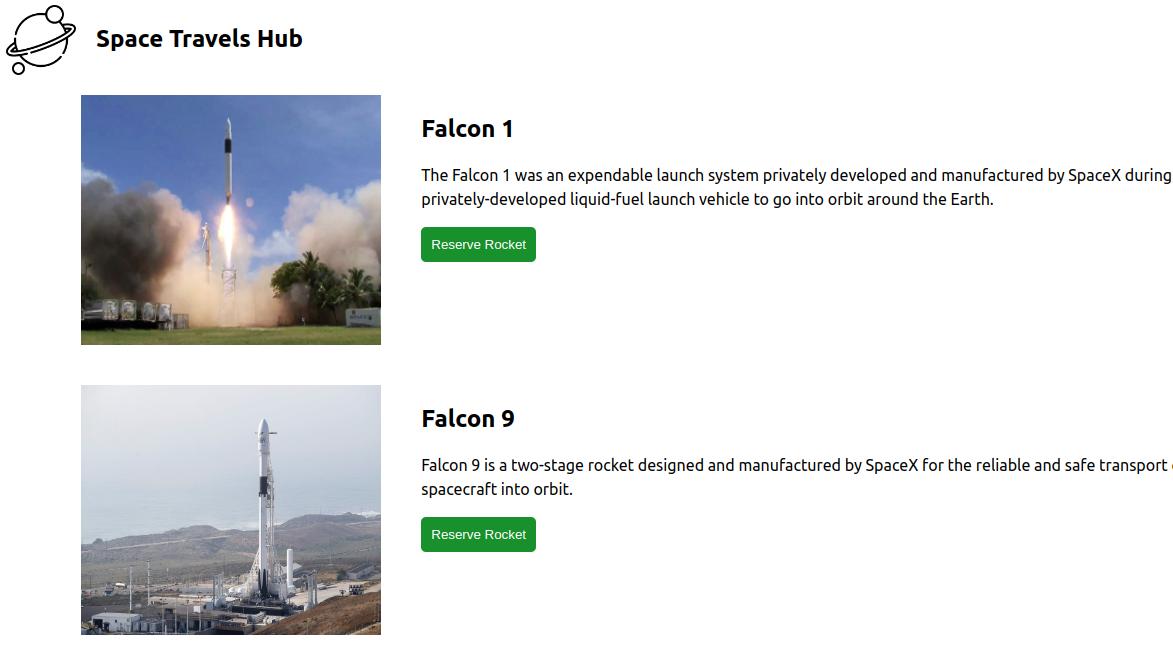 Space Travels Hub
Falcon 1
The Falcon 1 was an expendable launch system privately developed and manufactured by SpaceX during
privately-developed liquid-fuel launch vehicle to go into orbit around the Earth.
Reserve Rocket
Falcon 9
Falcon 9 is a two-stage rocket designed and manufactured by SpaceX for the reliable and safe transport
spacecraft into orbit.
Reserve Rocket